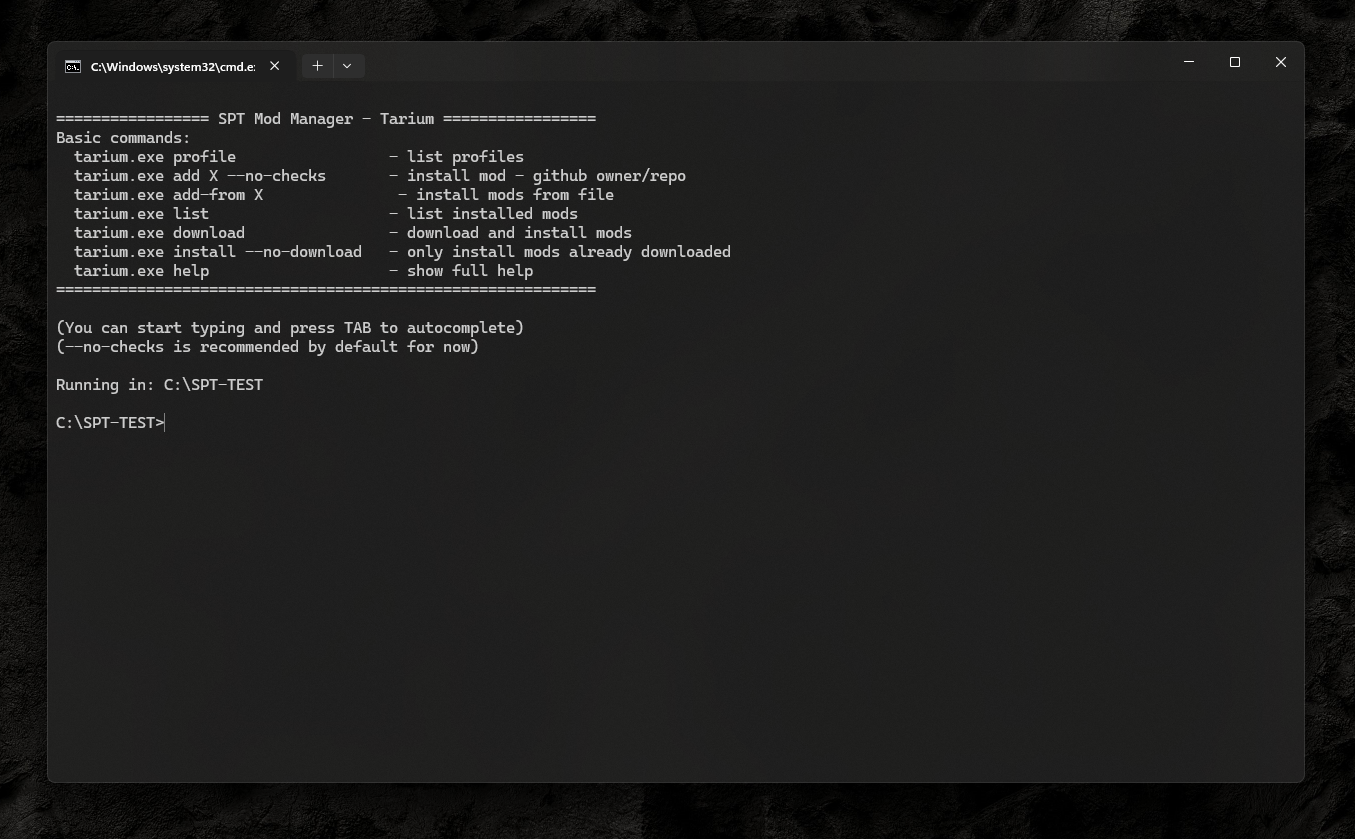 C:\Windows\system32\cmd.e
================= SPT Mod Manager - Tarium =================
Basic commands:
  tarium.exe profile                 - list profiles
  tarium.exe add X --no-checks       - install mod - github owner/repo
  tarium.exe add-from X               - install mods from file
  tarium.exe list                    - list installed mods
  tarium.exe download                - download and install mods
  tarium.exe install --no-download   - only install mods already downloaded
  tarium.exe help                    - show full help
============================================================
(You can start typing and press TAB to autocomplete)
(--no-checks is recommended by default for now)
Running in: C:\SPT-TEST
C:\SPT-TEST>